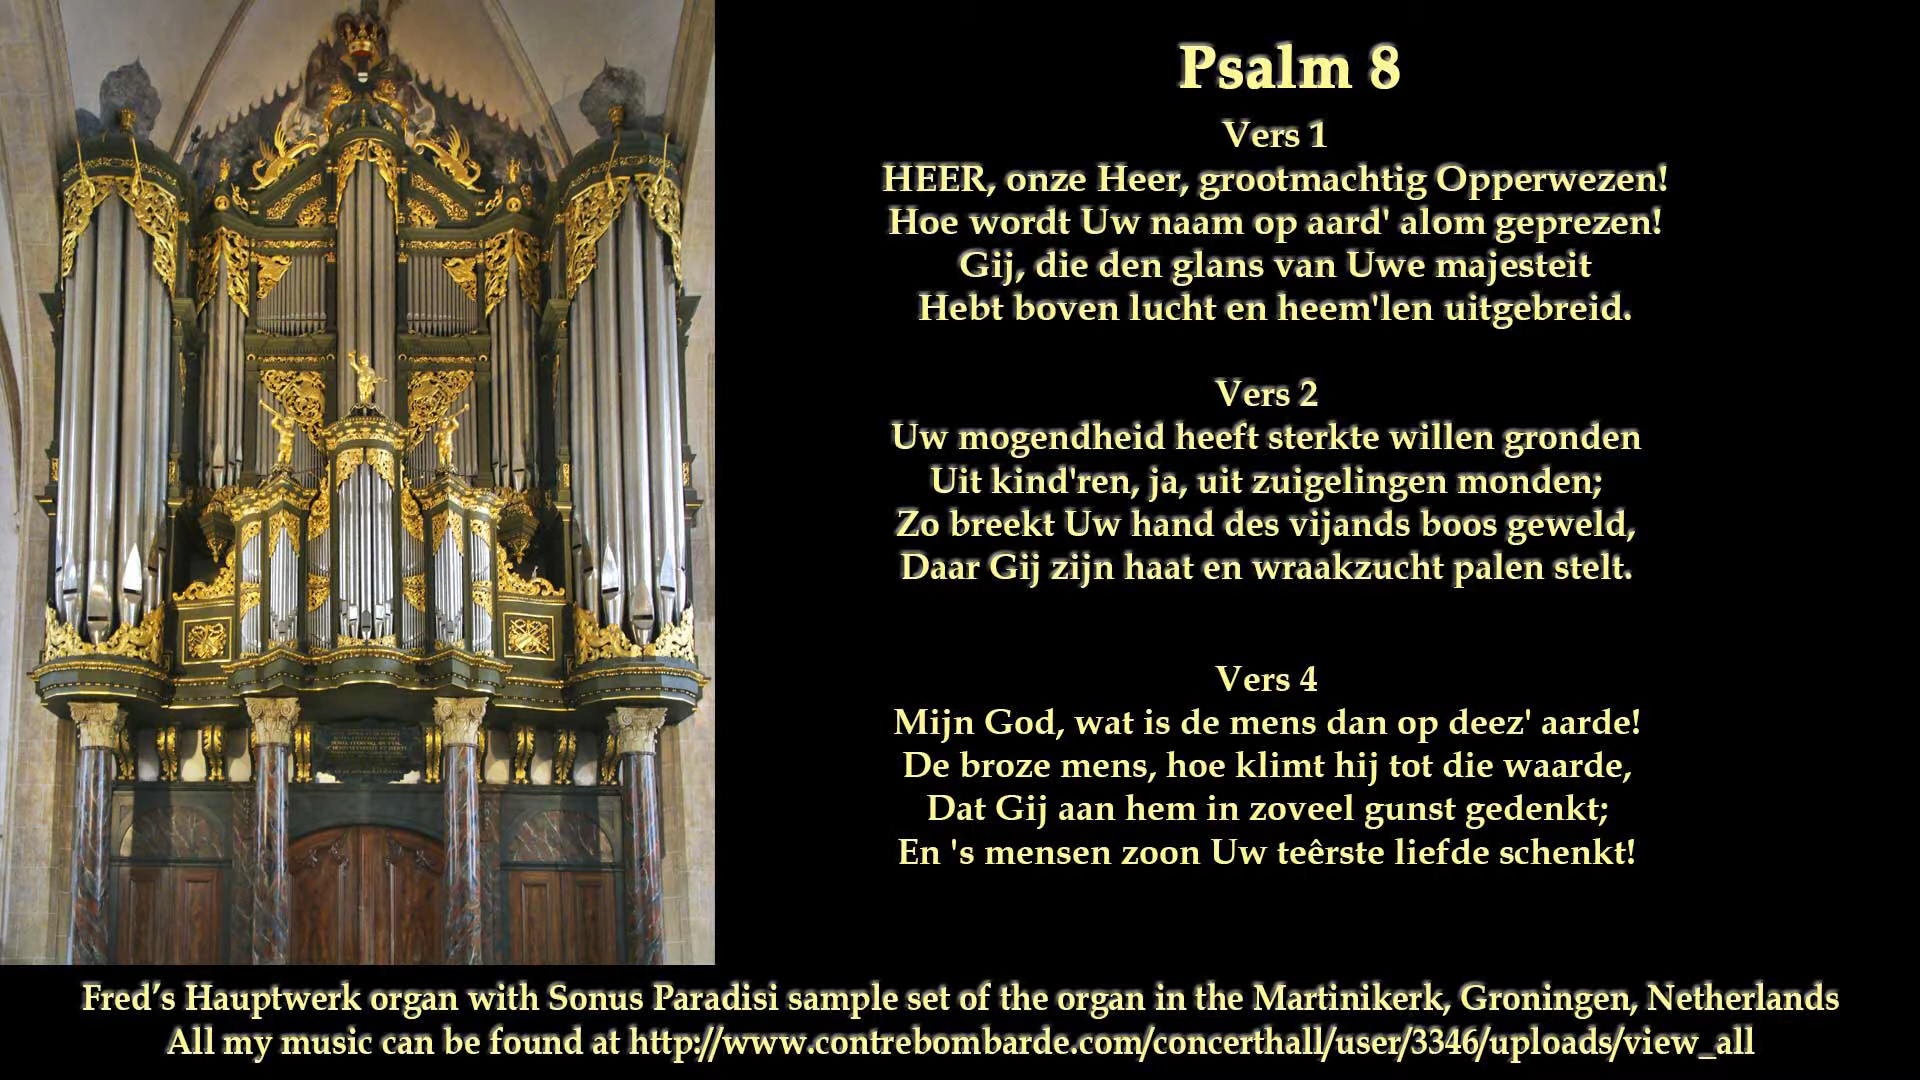 Psalm 8
Vers 1
HEER, onze Heer, grootmachtig Opperwezen!
Hoe wordt Uw naam op aard' alom geprezen!
Gij, die den glans van Uwe majesteit
Hebt boven lucht en heem'len uitgebreid.
Vers 2
Uw mogendheid heeft sterkte willen gronden
Uit kind'ren, ja, uit zuigelingen monden;
Zo breekt Uw hand des vijands boos geweld,
Daar Gij zijn haat en wraakzucht palen stelt.
Vers 4
Mijn God, wat is de mens dan op deez' aarde!
De broze mens, hoe klimt hij tot die waarde,
Dat Gij aan hem in zoveel gunst gedenkt;
En 's mensen zoon Uw teêrste liefde schenkt!
Fred’s Hauptwerk organ with Sonus Paradisi sample set of the organ in the Martinikerk, Groningen, Netherlands
All my music can be found at http://www.contrebombarde.com/concerthall/user/3346/uploads/view_all